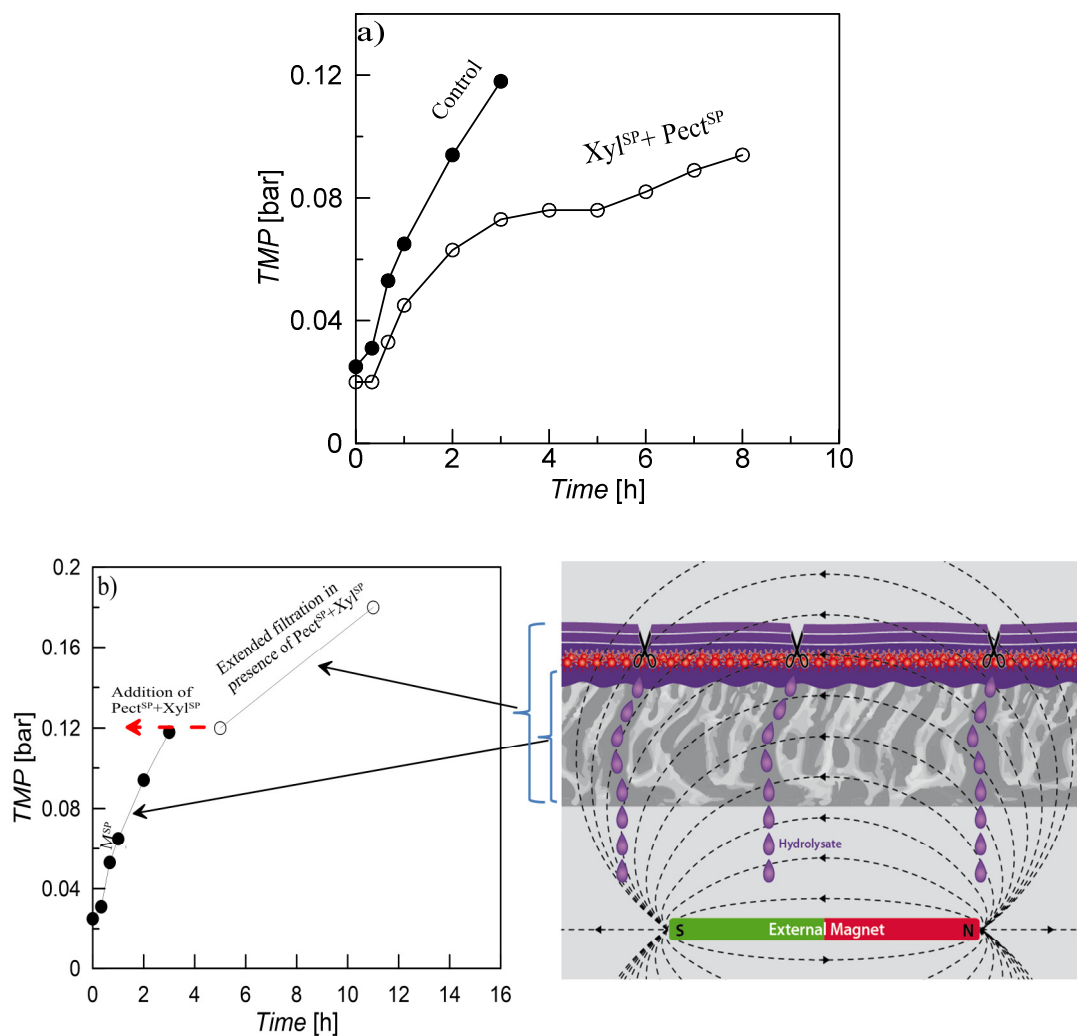 a)
Control
Xyl^SP + Pect^SP
0.12
0.08
0.04
0
TMP [bar]
0
2
4
6
8
10
Time [h]
b)
0.2
0.16
0.12
0.08
0.04
0
TMP [bar]
Extended filtration in
presence of Pect^SP+Xyl^SP
Addition of
Pect^SP+Xyl^SP
M^SP
0
2
4
6
8
10
12
14
16
Time [h]
Hydrolysate
S
External Magnet
N